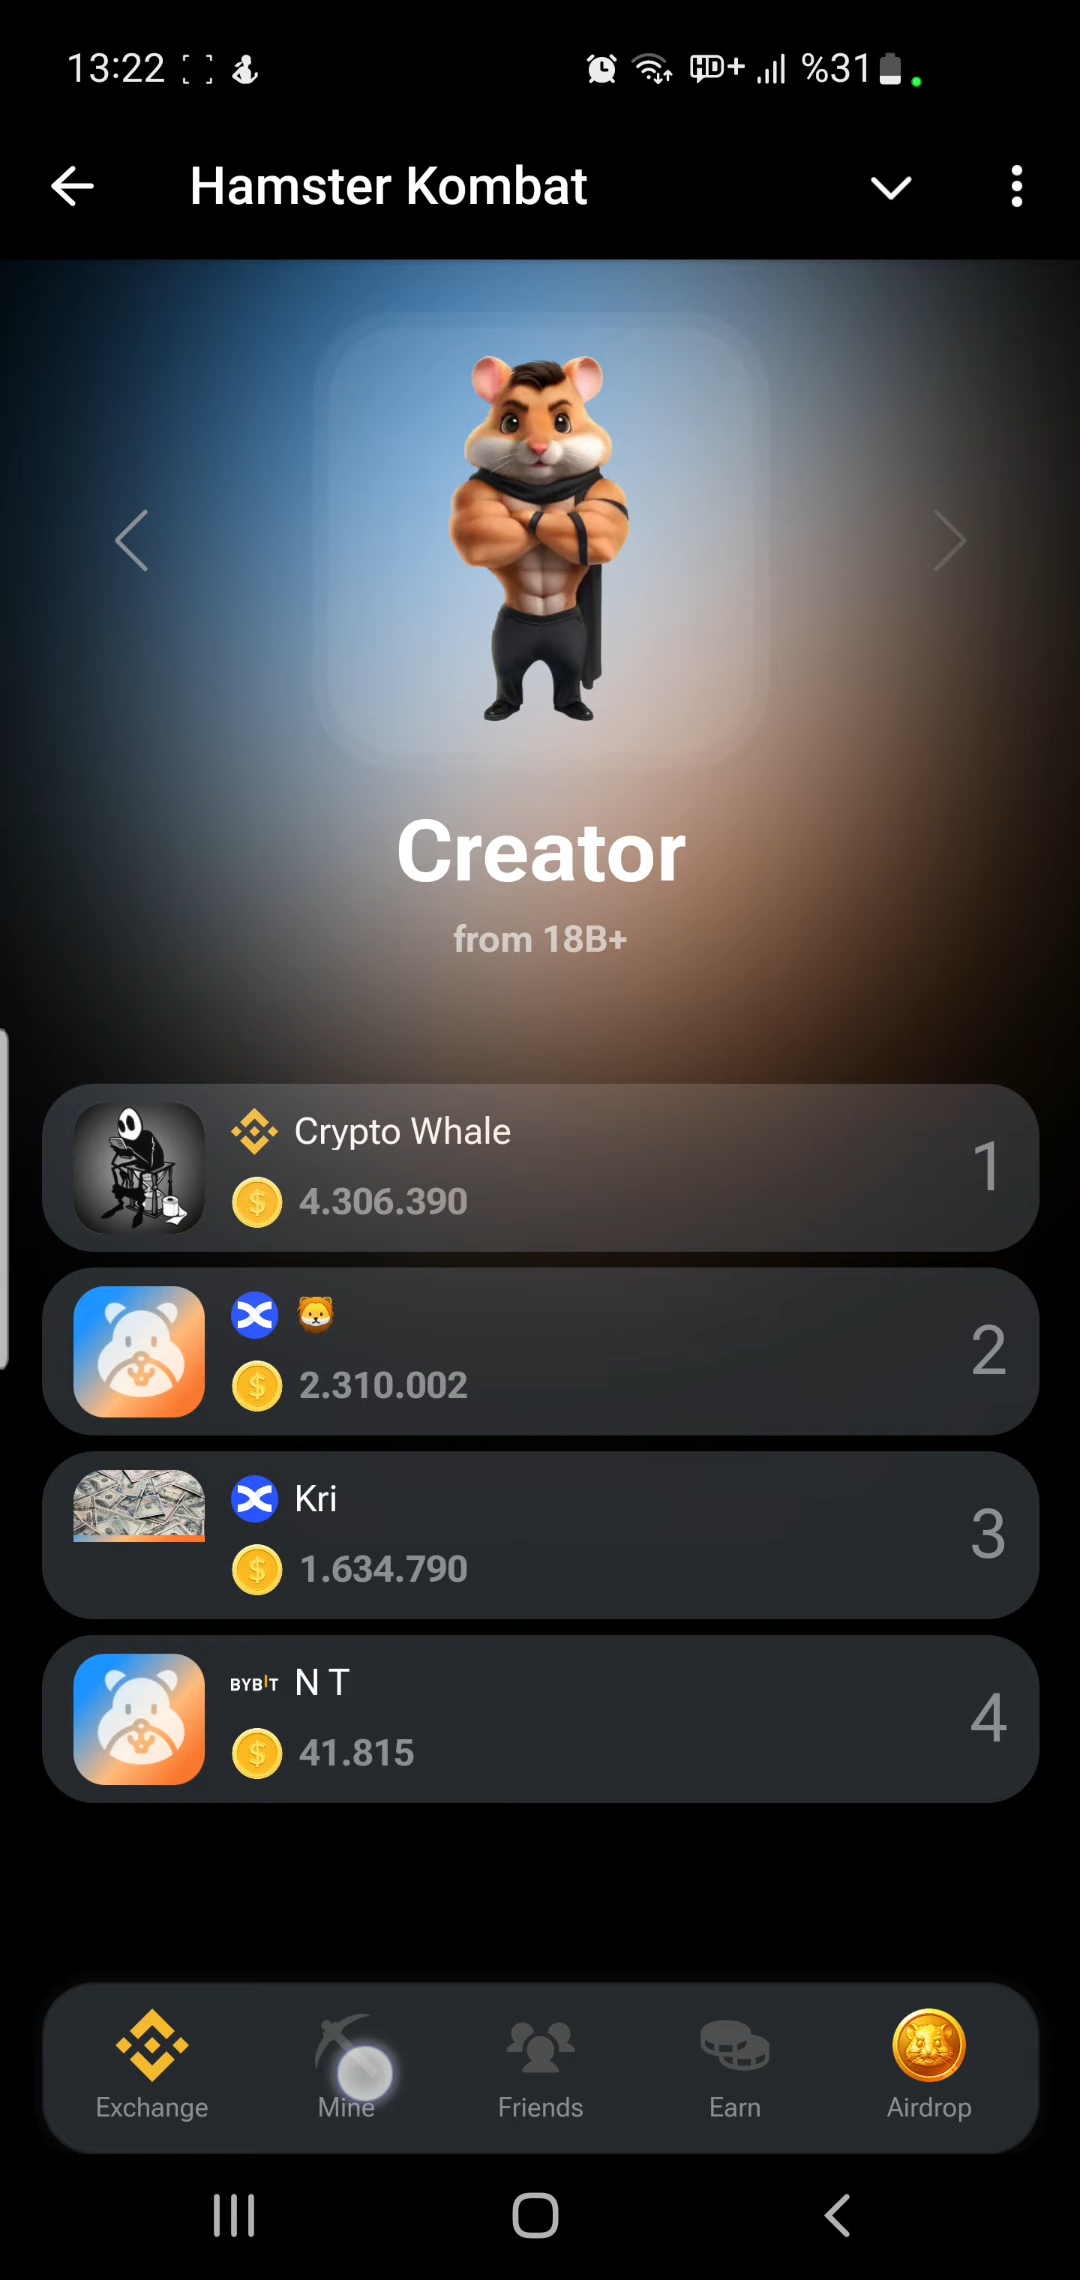 13:22 HD+ %31
Hamster Kombat
Creator
from 18B+
Crypto Whale
4.306.390
1
2.310.002
2
Kri
1.634.790
3
BYBIT N T
41.815
4
Exchange Mine Friends Earn Airdrop